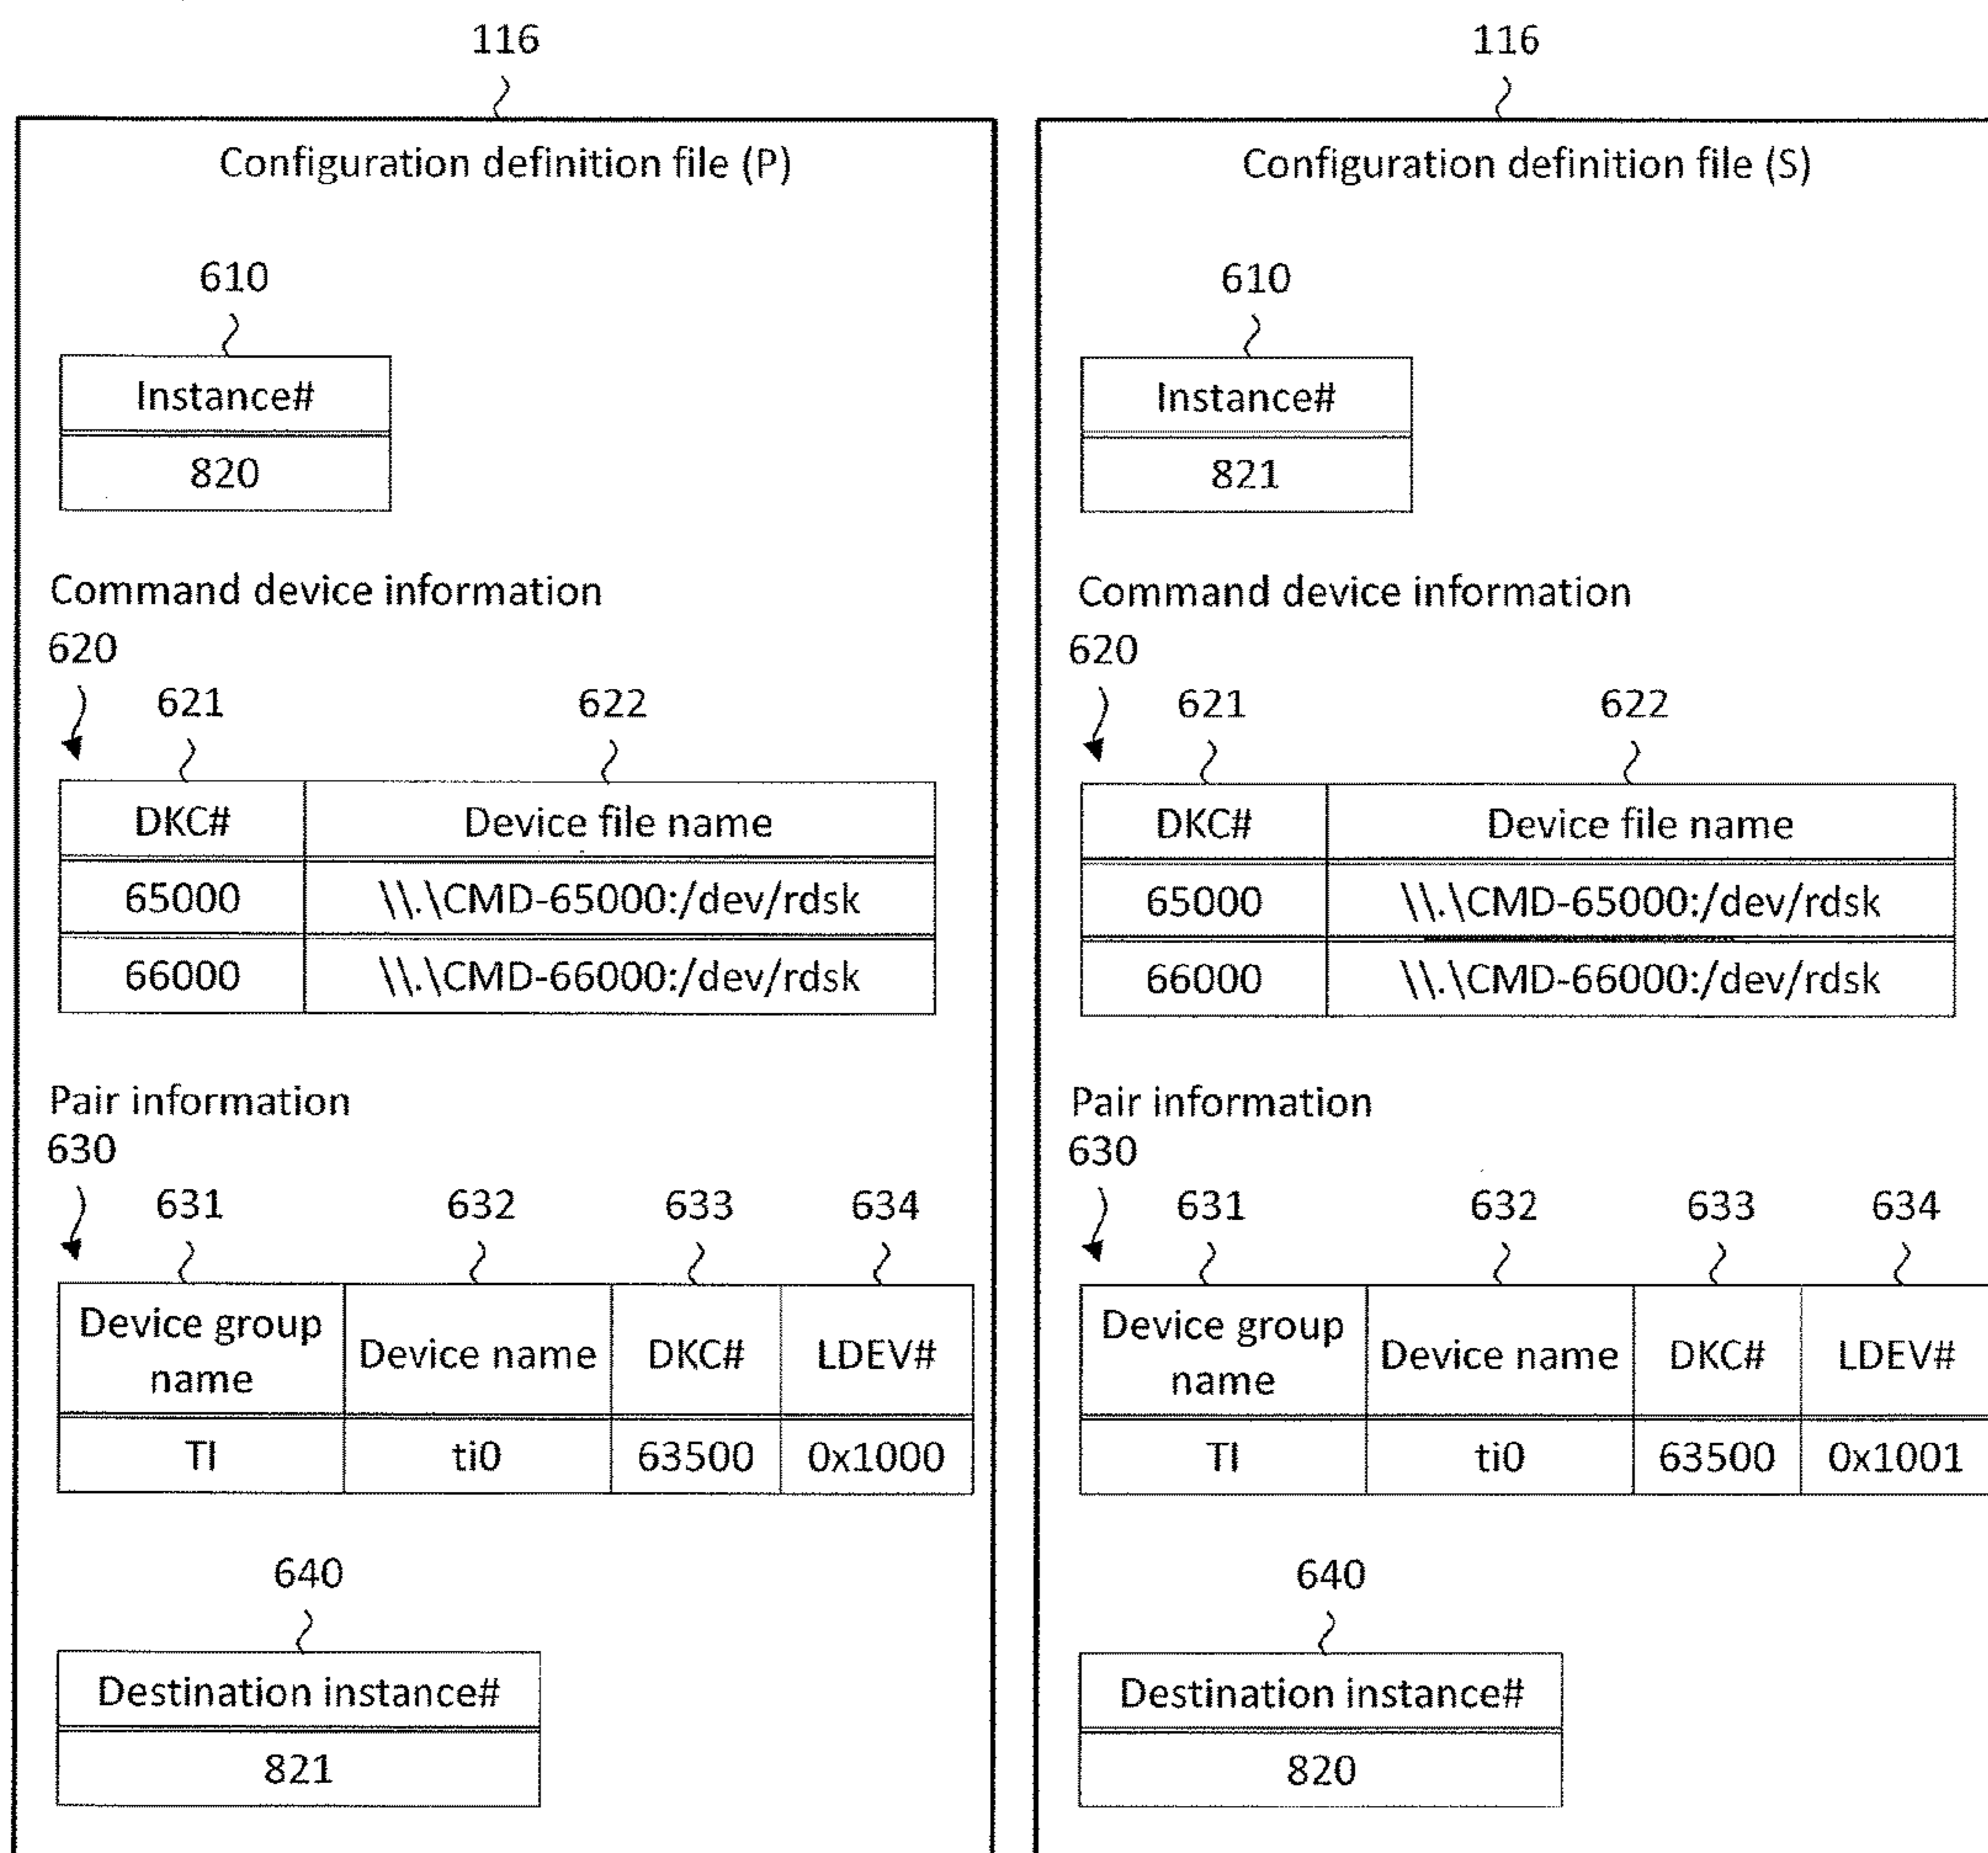 116
Configuration definition file (P)
610
Instance#
820
Command device information
620
621
622
DKC#
Device file name
65000
\\.\CMD-65000:/dev/rdsk
66000
\\.\CMD-66000:/dev/rdsk
Pair information
630
631
632
633
634
Device group
name
Device name
DKC#
LDEV#
TI
ti0
63500
0x1000
640
Destination instance#
821
116
Configuration definition file (S)
610
Instance#
821
Command device information
620
621
622
DKC#
Device file name
65000
\\.\CMD-65000:/dev/rdsk
66000
\\.\CMD-66000:/dev/rdsk
Pair information
630
631
632
633
634
Device group
name
Device name
DKC#
LDEV#
TI
ti0
63500
0x1001
640
Destination instance#
820